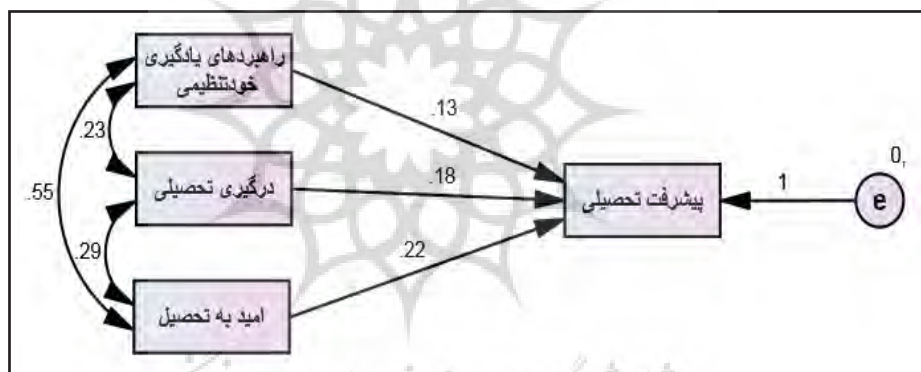 راهبردهای یادگیری
خودتنظیمی
.13
.23
0,
درگیری تحصیلی
.18
پیشرفت تحصیلی
1
e
.55
.29
.22
امید به تحصیل